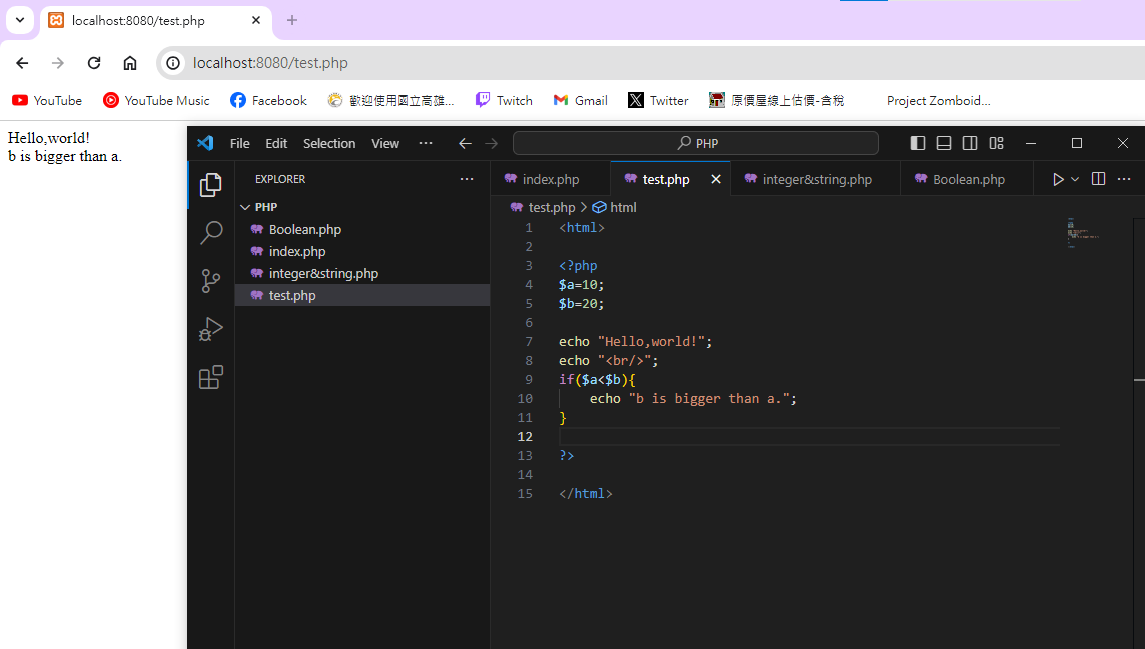 localhost:8080/test.php
localhost:8080/test.php
YouTube YouTube Music Facebook 歡迎使用國立高雄... Twitch Gmail Twitter 原價屋線上估價-含稅 Project Zomboid...
Hello,world!
b is bigger than a.
File Edit Selection View ··· PHP
EXPLORER ···
PHP
Boolean.php
index.php
integer&string.php
test.php
index.php test.php integer&string.php Boolean.php ···
test.php > html
1 <html>
2
3 <?php
4 $a=10;
5 $b=20;
6
7 echo "Hello,world!";
8 echo "<br/>";
9 if($a<$b){
10 echo "b is bigger than a.";
11 }
12
13 ?>
14
15 </html>